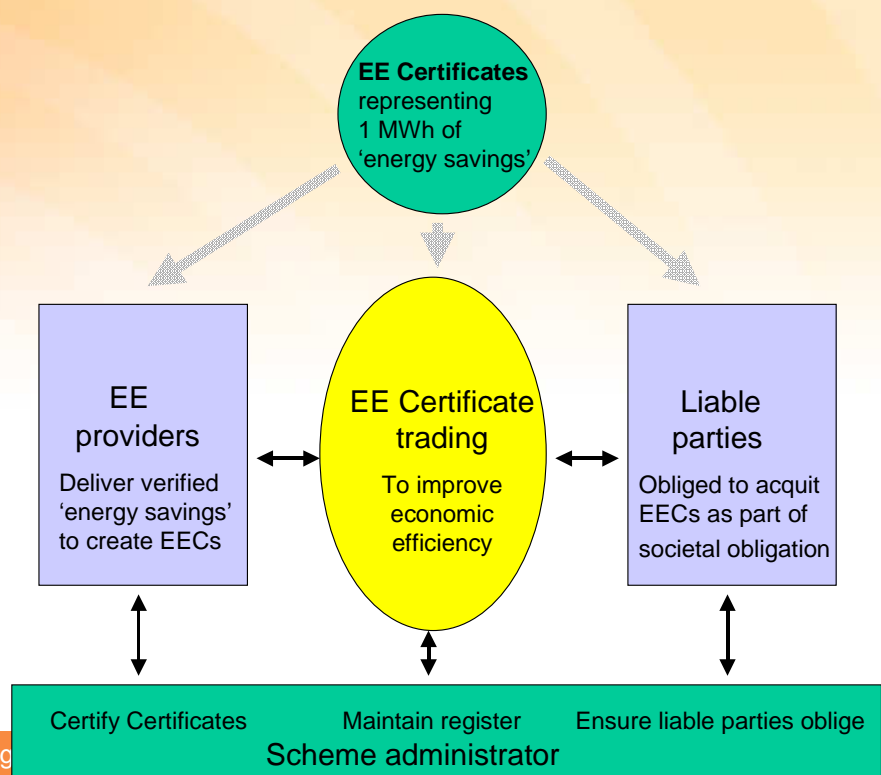 EE Certificates
representing
1 MWh of
‘energy savings’
EE
providers
Deliver verified
‘energy savings’
to create EECs
EE Certificate
trading
To improve
economic
efficiency
Liable
parties
Obliged to acquit
EECs as part of
societal obligation
Certify Certificates
Maintain register
Ensure liable parties oblige
Scheme administrator